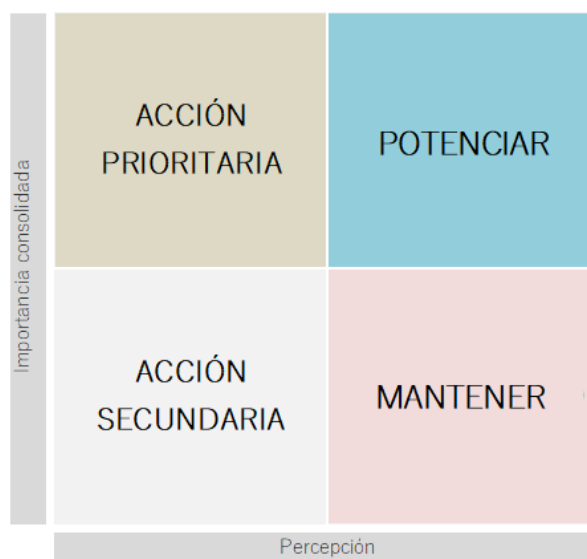 ACCIÓN
PRIORITARIA
POTENCIAR
Importancia consolidada
ACCIÓN
SECUNDARIA
MANTENER
Percepción